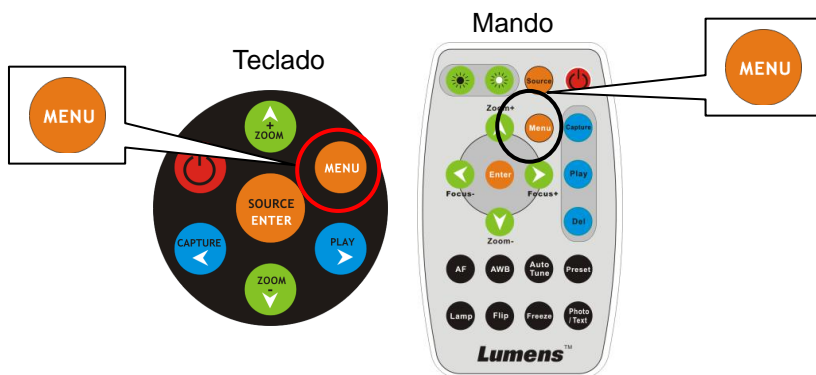 Mando
Teclado
MENU
MENU
+
ZOOM
MENU
SOURCE
ENTER
CAPTURE
PLAY
ZOOM
-
Source
Zoom+
Menu
Capture
Enter
Play
Focus-
Focus+
Del
Zoom-
AF
AWB
Auto
Tune
Preset
Lamp
Flip
Freeze
Photo
/Text
Lumens™